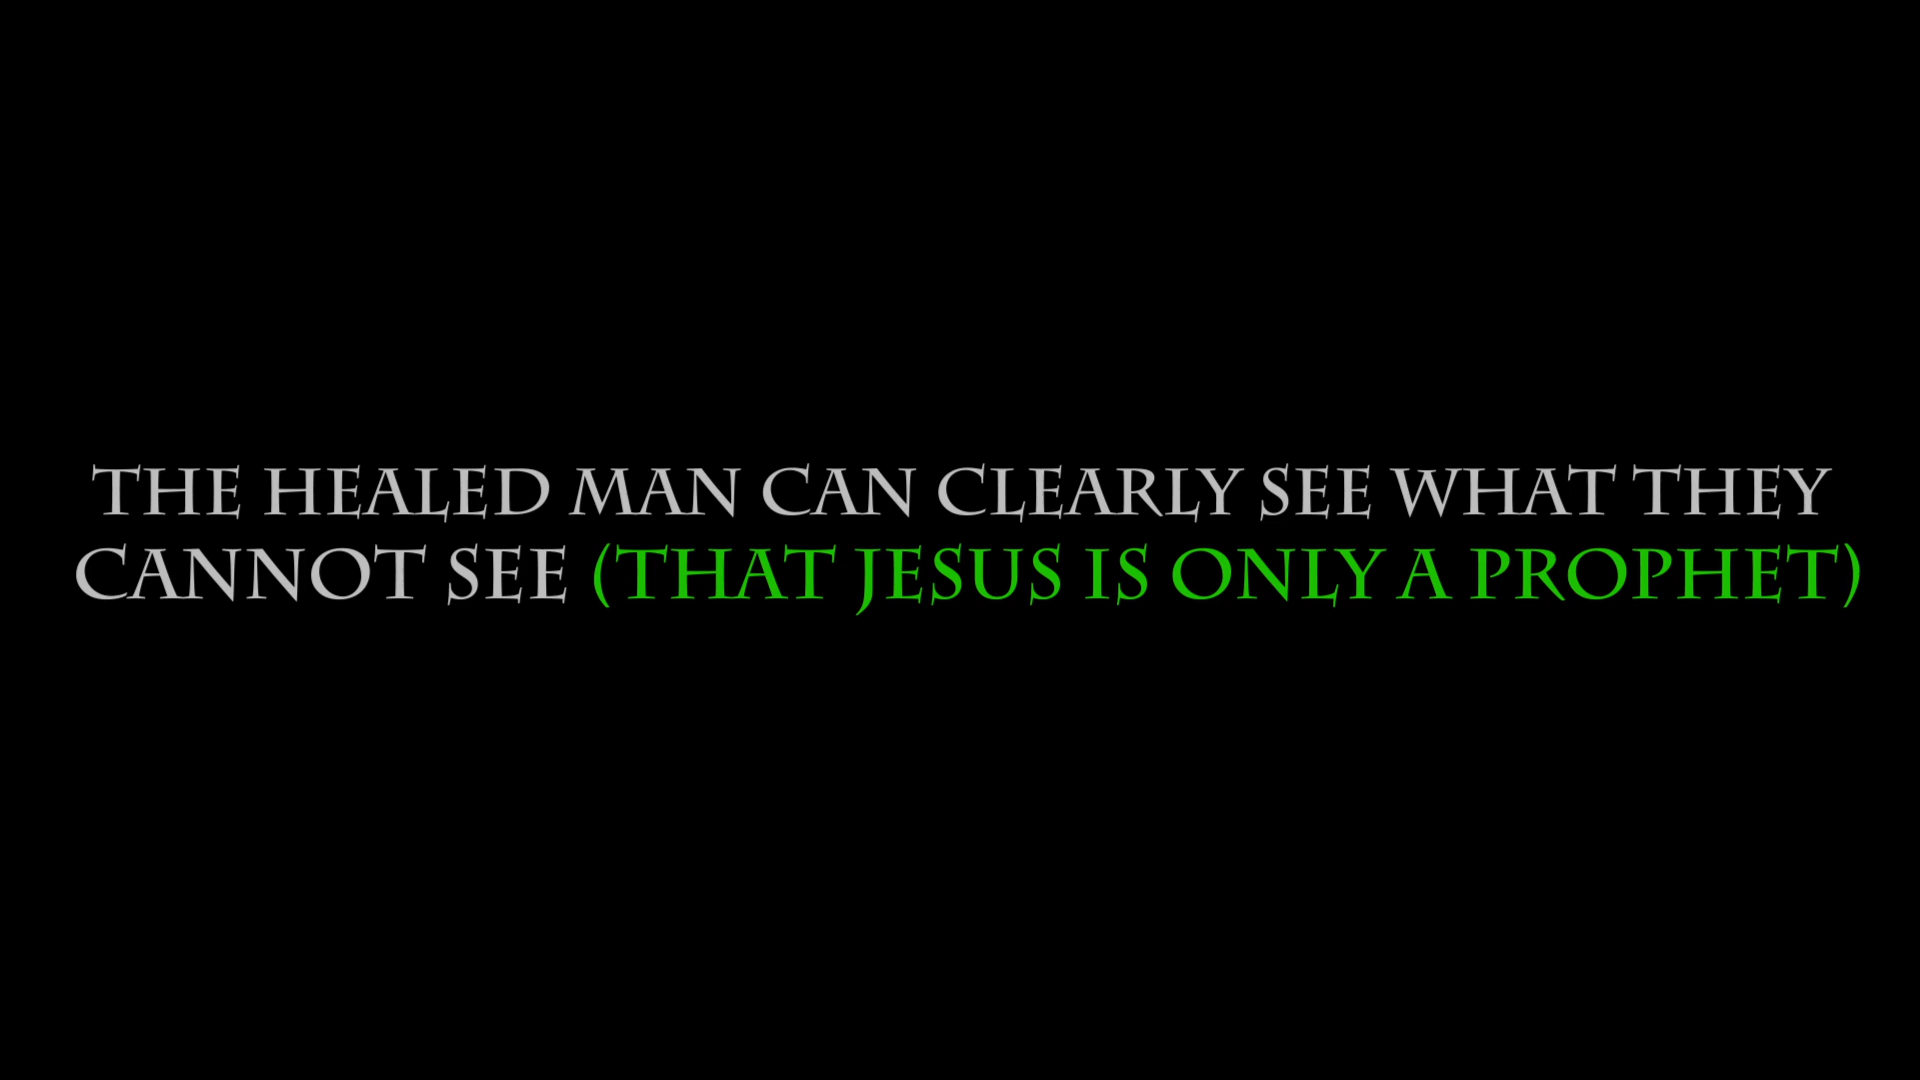 THE HEALED MAN CAN CLEARLY SEE WHAT THEY
CANNOT SEE (THAT JESUS IS ONLY A PROPHET)